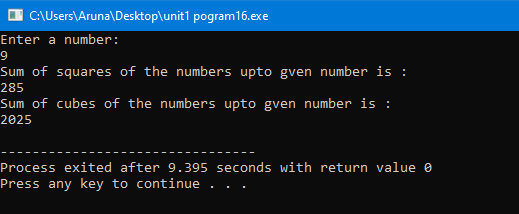 C:\Users\Aruna\Desktop\unit1 pogram16.exe
Enter a number:
9
Sum of squares of the numbers upto gven number is :
285
Sum of cubes of the numbers upto gven number is :
2025
--------------------------------
Process exited after 9.395 seconds with return value 0
Press any key to continue . . .